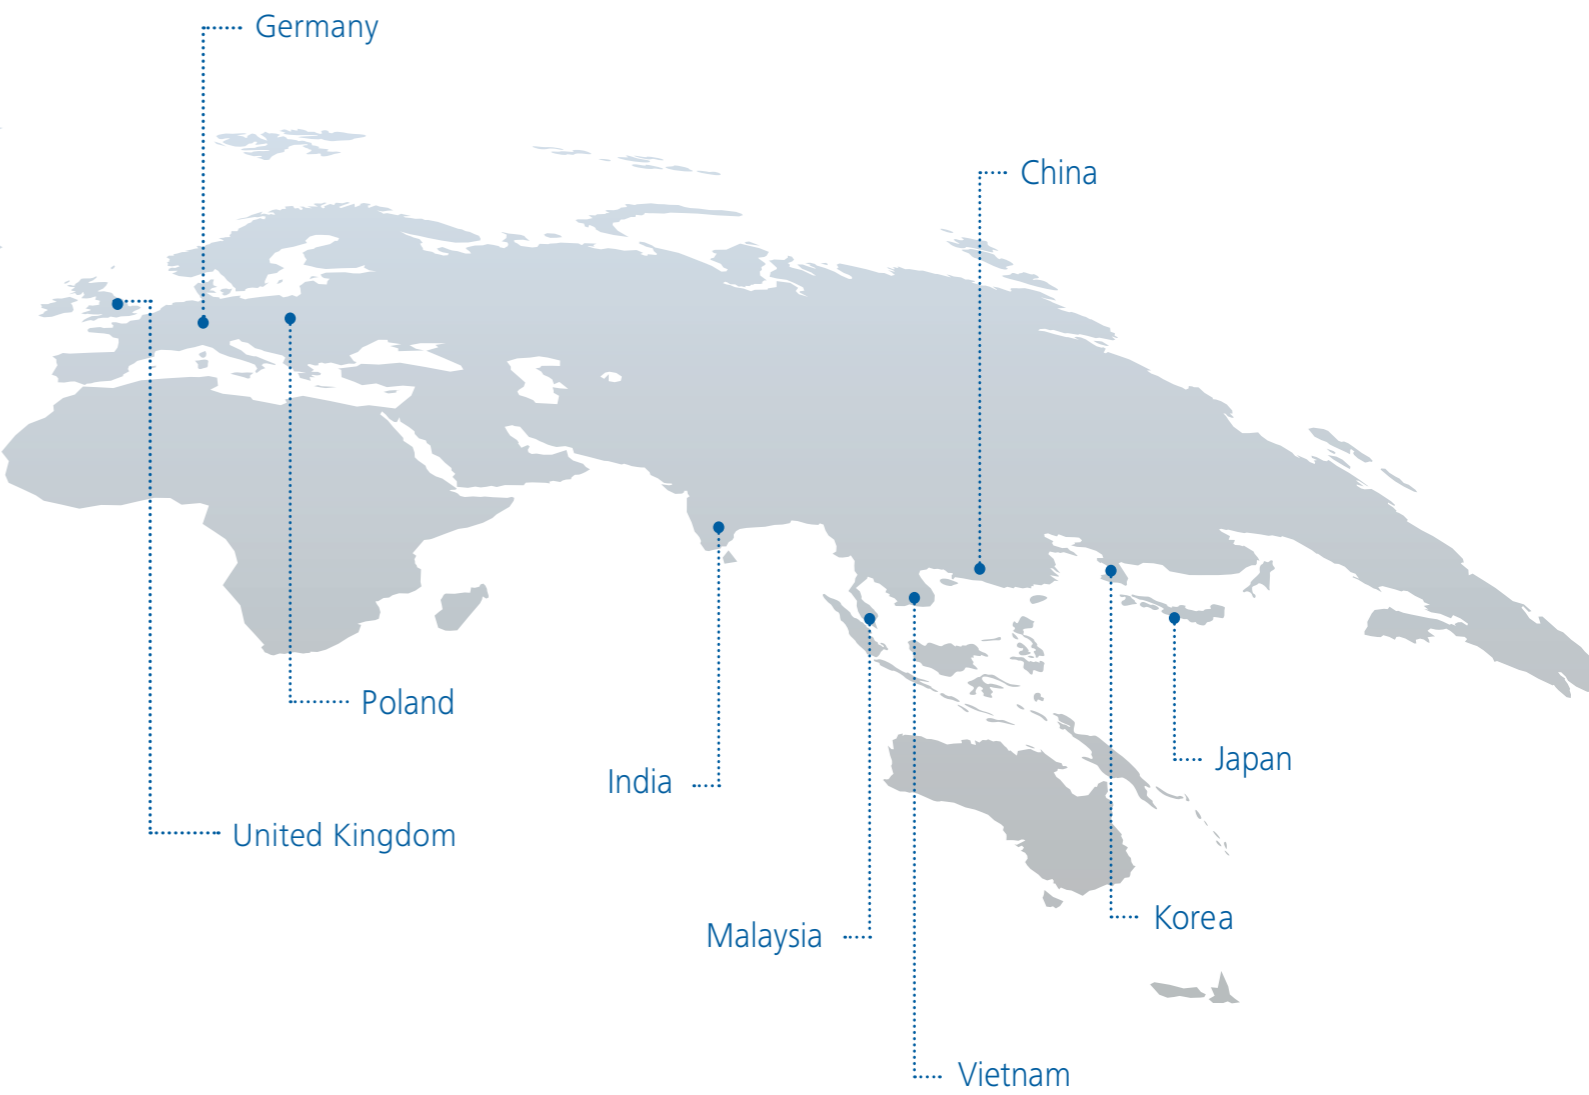 Germany
China
Poland
Japan
India
United Kingdom
Korea
Malaysia
Vietnam